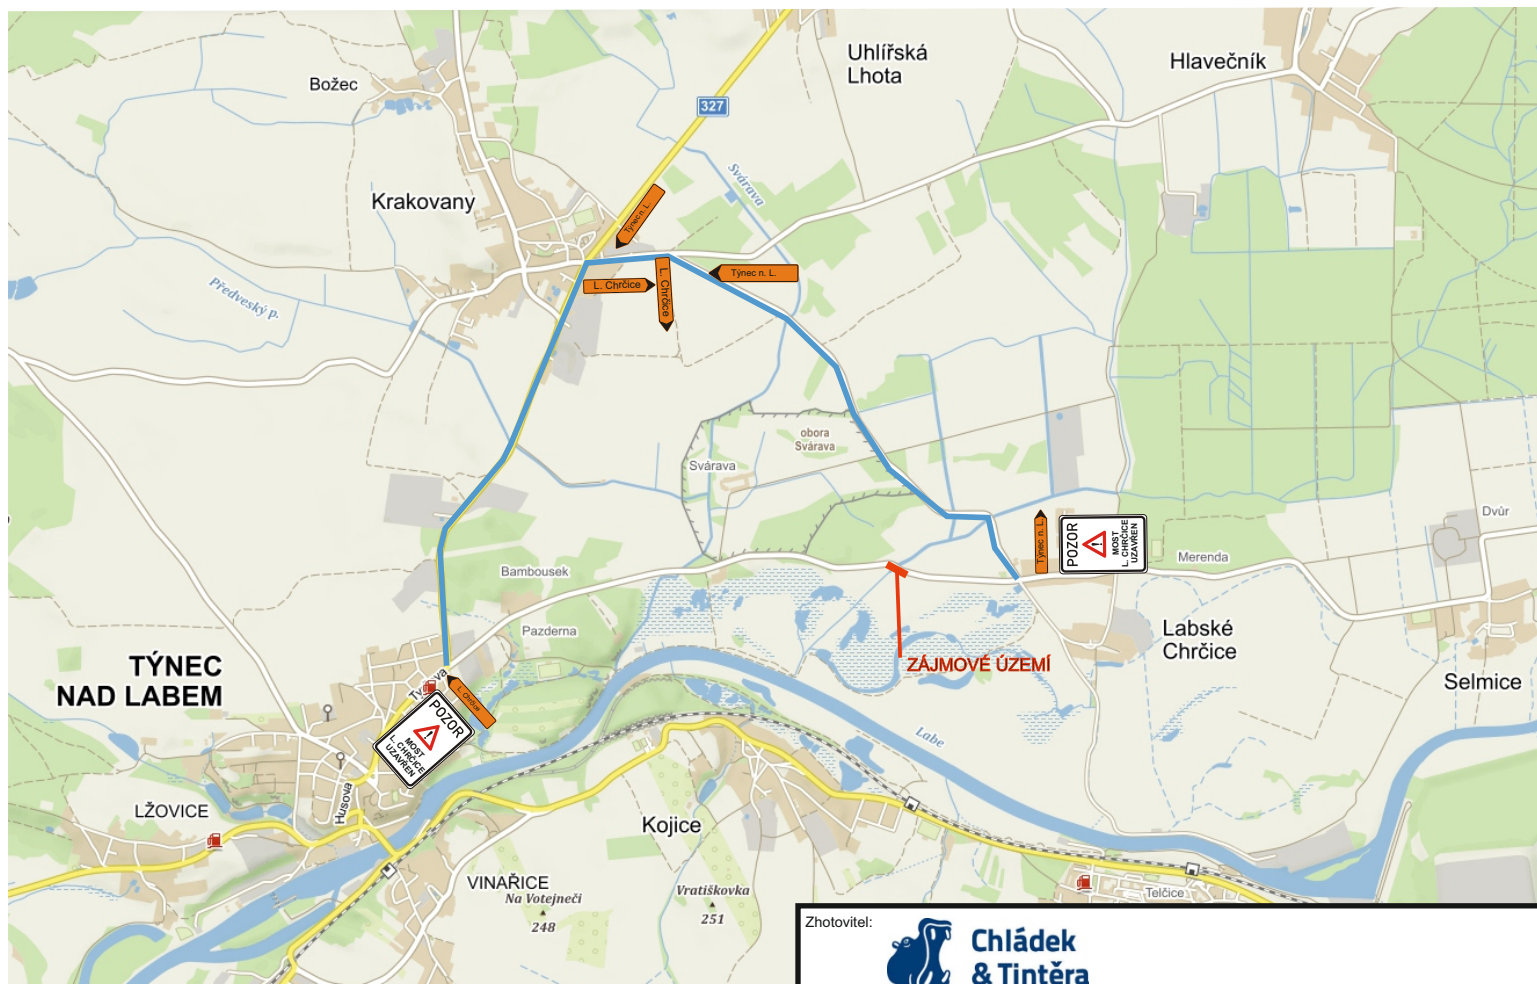 Uhlířská
Lhota
Hlavečník
Božec
327
Svárava
Krakovany
Týnec n. L.
Předveský p.
L. Chrčice
L. Chrčice
Týnec n. L.
obora
Svárava
Svárava
Dvůr
Týnec n. L.
POZOR
MOST
L. CHRČICE
UZAVŘEN
Merenda
Bambousek
Pazderna
Labské
Chrčice
ZÁJMOVÉ ÚZEMÍ
TÝNEC
NAD LABEM
Selmice
L. Chrčice
POZOR
MOST
L. CHRČICE
UZAVŘEN
Labe
Husova
LŽOVICE
Kojice
VINAŘICE
Na Votejnečí
248
Vratiškovka
251
Telčice
Zhotovitel:
Chládek
& Tintěra